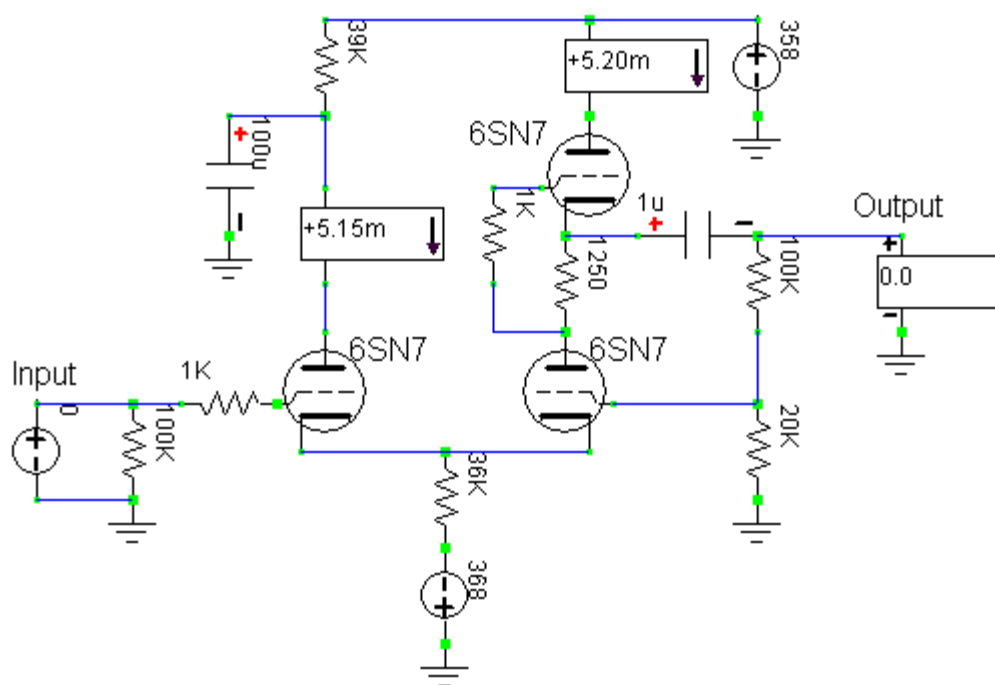 39K
+5.20m
358
6SN7
+
100u
1K
1u
+
Output
+5.15m
1250
100K
+
0.0
6SN7
6SN7
Input
1K
0
100K
20K
36K
368